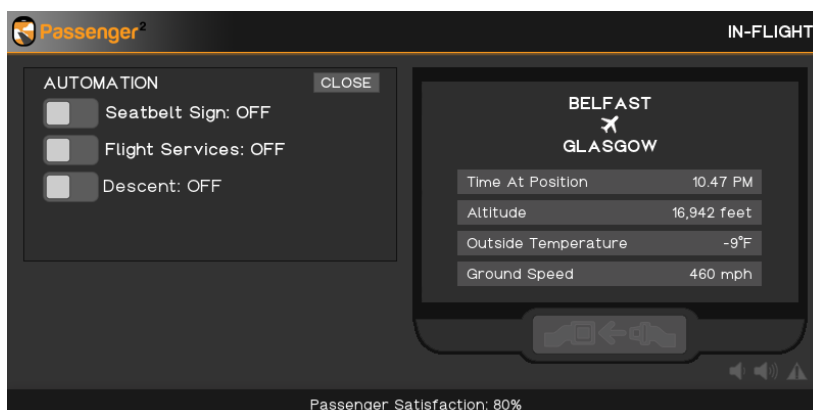 Passenger²
IN-FLIGHT
AUTOMATION
CLOSE
Seatbelt Sign: OFF
Flight Services: OFF
Descent: OFF
BELFAST
GLASGOW
Time At Position 10.47 PM
Altitude 16,942 feet
Outside Temperature -9°F
Ground Speed 460 mph
Passenger Satisfaction: 80%